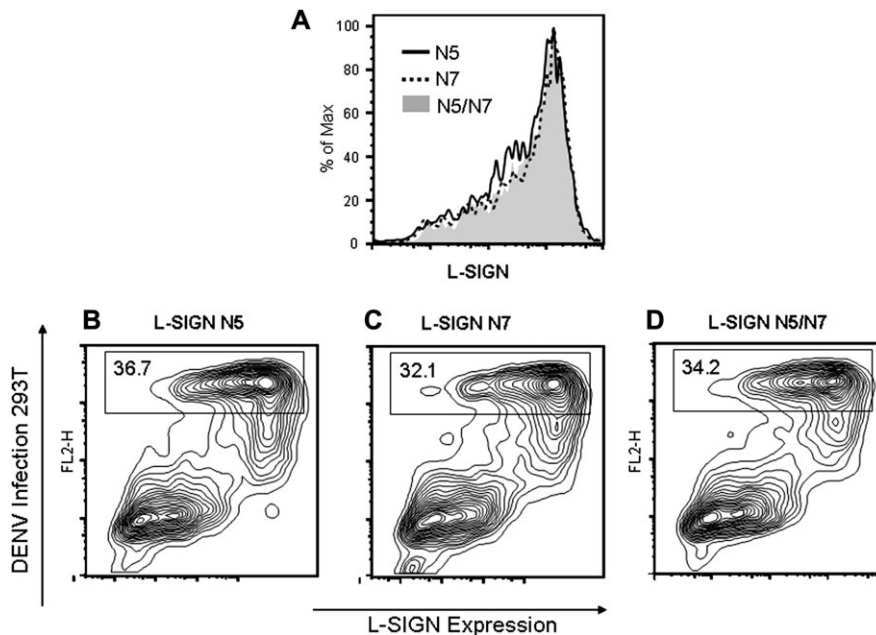 A
% of Max
100
80
60
40
20
0
N5
N7
N5/N7
L-SIGN
DENV Infection 293T
B
L-SIGN N5
FL2-H
36.7
C
L-SIGN N7
32.1
D
L-SIGN N5/N7
FL2-H
34.2
L-SIGN Expression